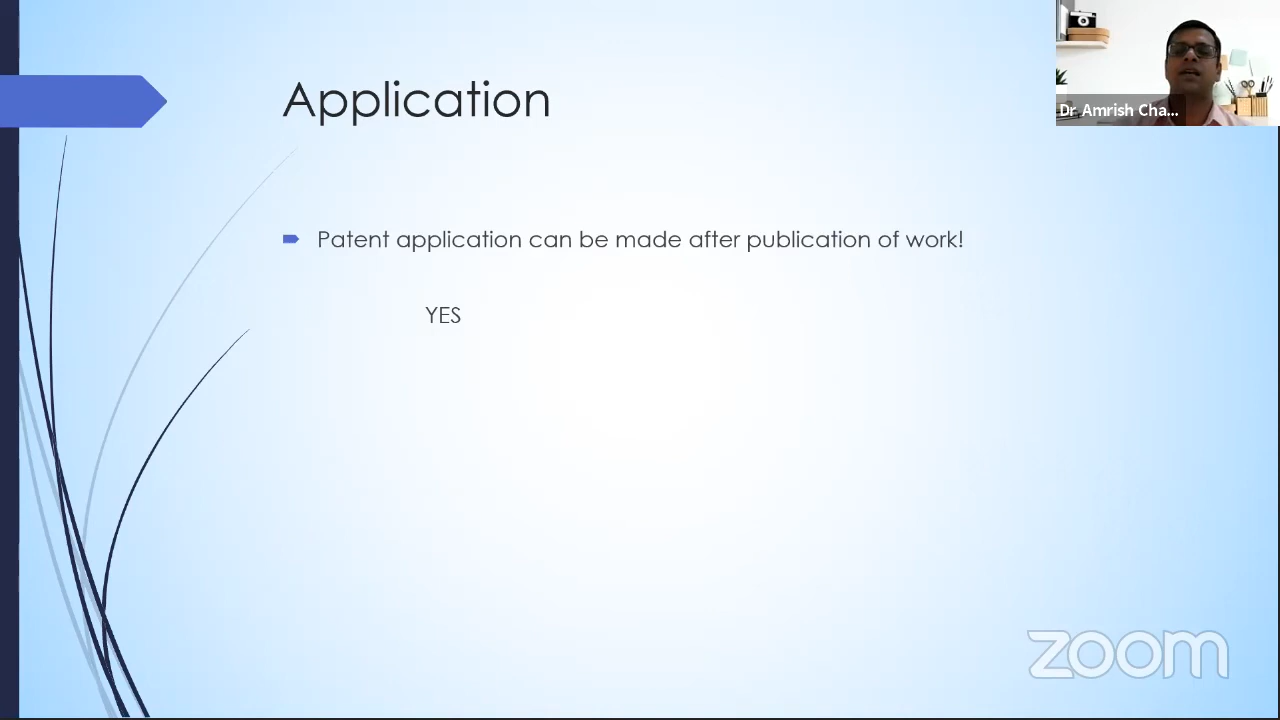 Application
Dr Amrish Cha...
Patent application can be made after publication of work!
YES
zoom